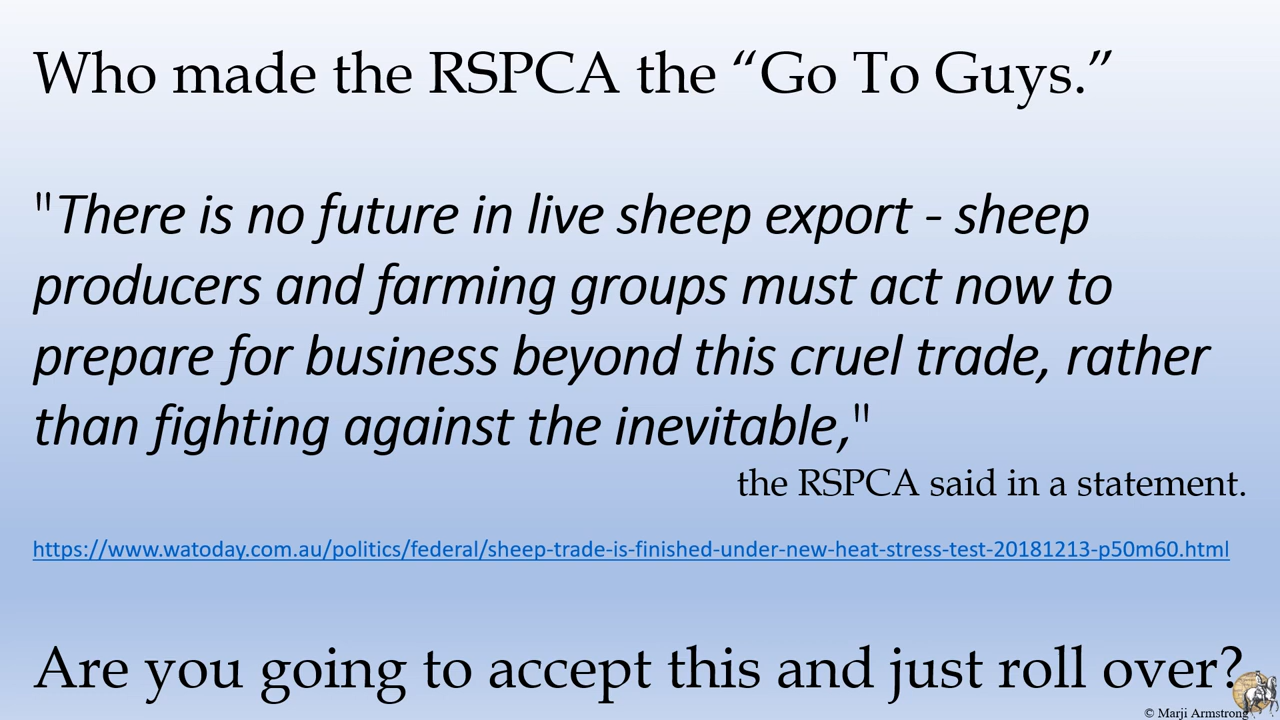 Who made the RSPCA the “Go To Guys.”
"There is no future in live sheep export - sheep
producers and farming groups must act now to
prepare for business beyond this cruel trade, rather
than fighting against the inevitable,"
the RSPCA said in a statement.
https://www.watoday.com.au/politics/federal/sheep-trade-is-finished-under-new-heat-stress-test-20181213-p50m60.html
Are you going to accept this and just roll over?
© Marji Armstrong